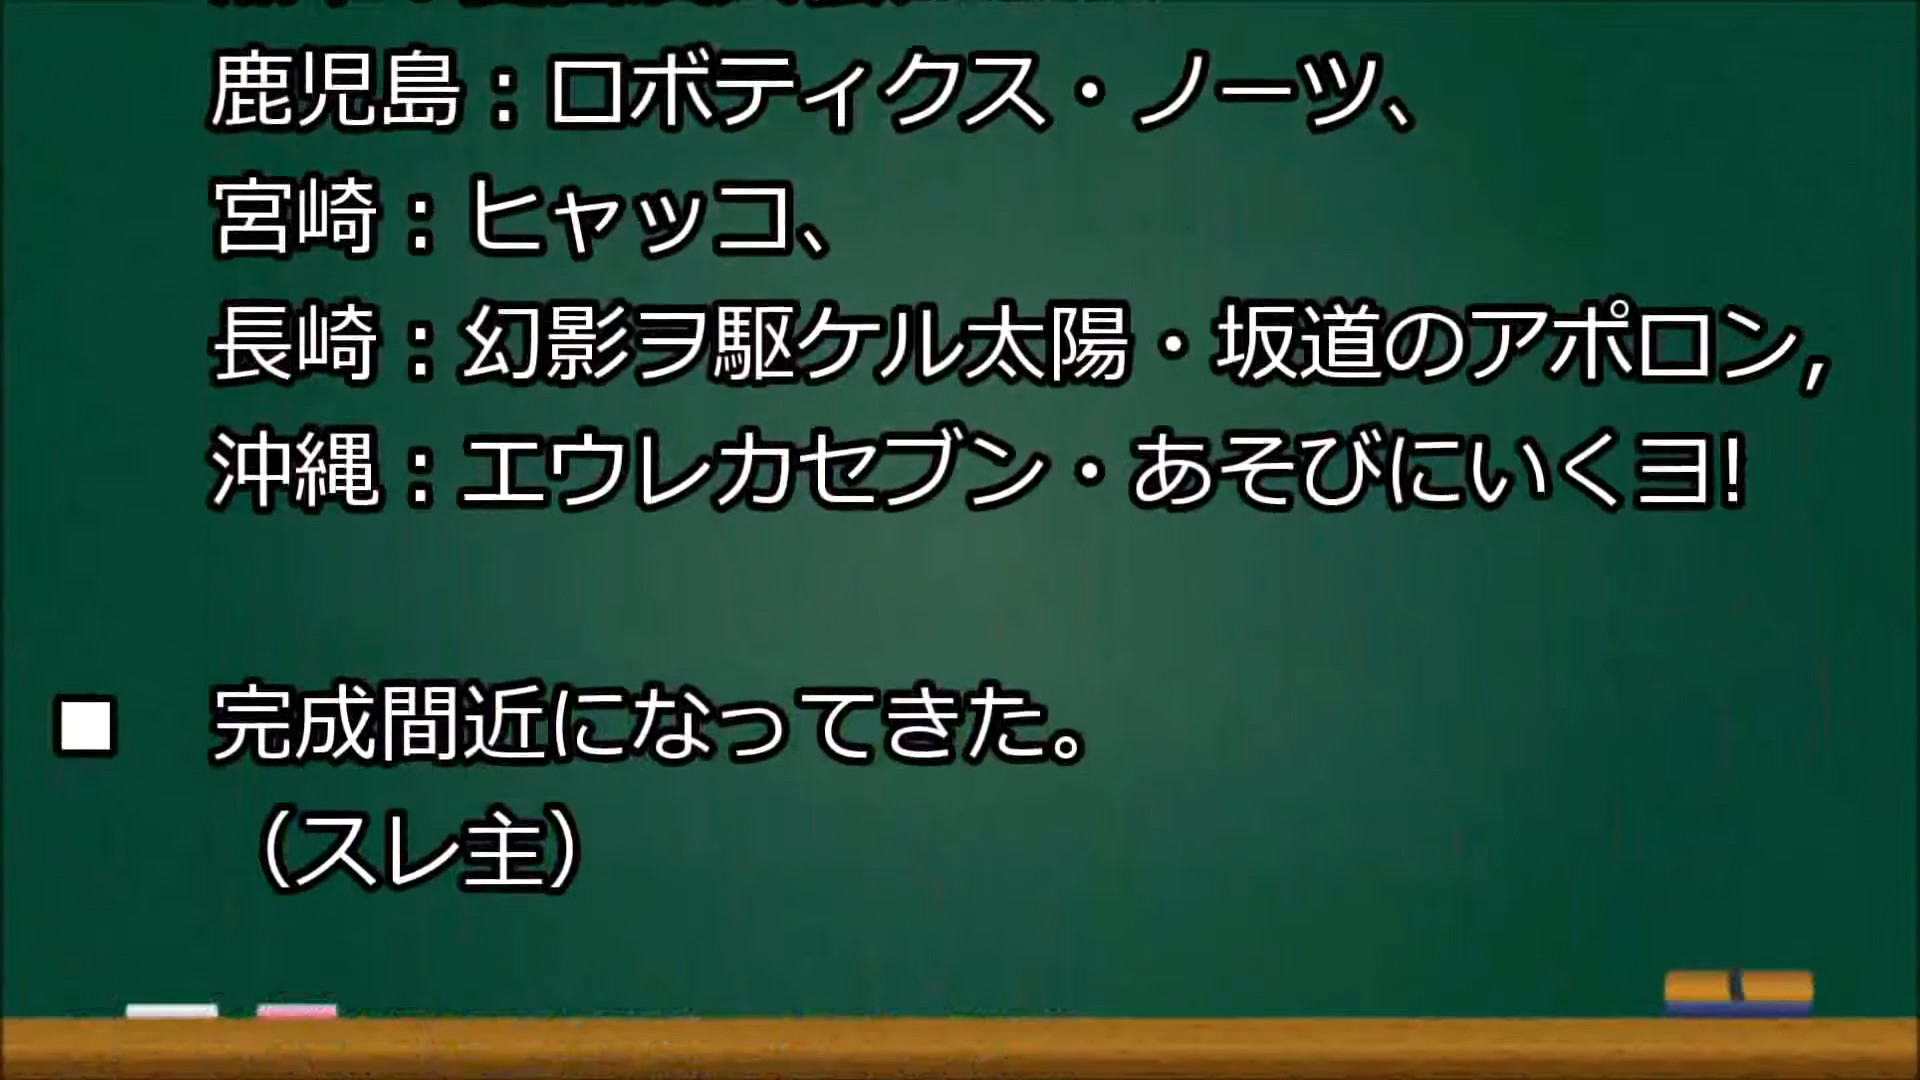 鹿児島：ロボティクス・ノーツ、
宮崎：ヒャッコ、
長崎：幻影ヲ駆ケル太陽・坂道のアポロン,
沖縄：エウレカセブン・あそびにいくヨ!
■ 完成間近になってきた。
（スレ主）